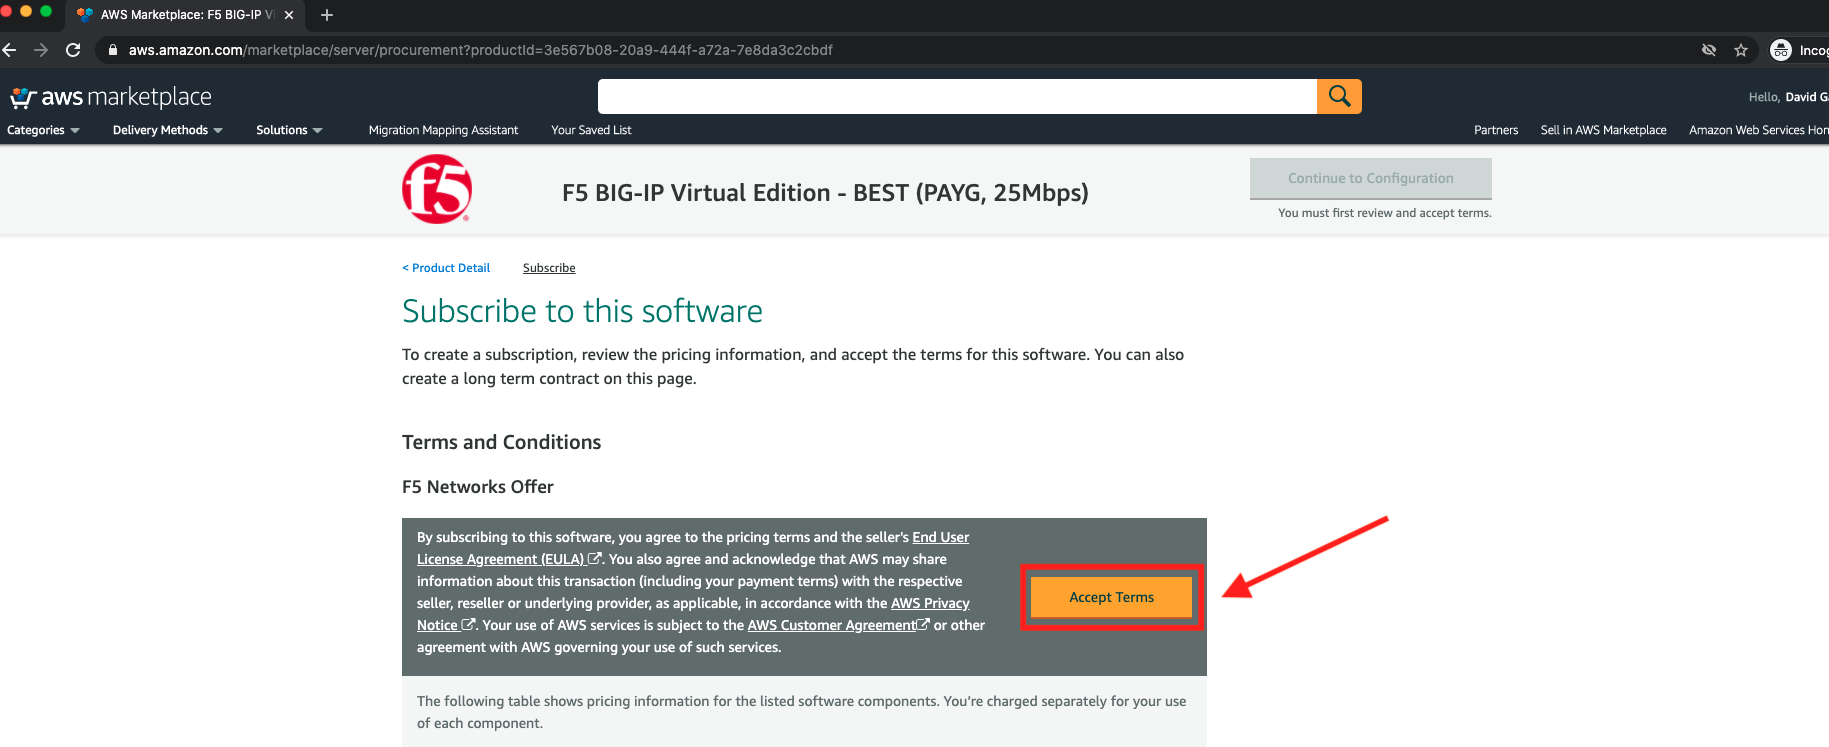 AWS Marketplace: F5 BIG-IP Vi
aws.amazon.com/marketplace/server/procurement?productId=3e567b08-20a9-444f-a72a-7e8da3c2cbdf
Incog
aws marketplace
Hello, David Ga
Categories
Delivery Methods
Solutions
Migration Mapping Assistant
Your Saved List
Partners
Sell in AWS Marketplace
Amazon Web Services Hom
f5
F5 BIG-IP Virtual Edition - BEST (PAYG, 25Mbps)
Continue to Configuration
You must first review and accept terms.
< Product Detail
Subscribe
Subscribe to this software
To create a subscription, review the pricing information, and accept the terms for this software. You can also
create a long term contract on this page.
Terms and Conditions
F5 Networks Offer
By subscribing to this software, you agree to the pricing terms and the seller's End User
License Agreement (EULA). You also agree and acknowledge that AWS may share
information about this transaction (including your payment terms) with the respective
seller, reseller or underlying provider, as applicable, in accordance with the AWS Privacy
Notice. Your use of AWS services is subject to the AWS Customer Agreement or other
agreement with AWS governing your use of such services.
Accept Terms
The following table shows pricing information for the listed software components. You’re charged separately for your use
of each component.